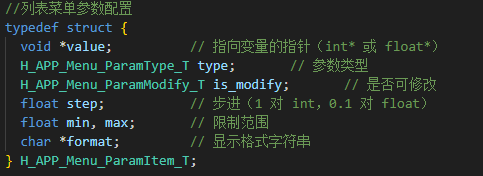 //列表菜单参数配置
typedef struct {
  void *value;           // 指向变量的指针（int* 或 float*）
  H_APP_Menu_ParamType_T type;        // 参数类型
  H_APP_Menu_ParamModify_T is_modify;        // 是否可修改
  float step;            // 步进（1 对 int，0.1 对 float）
  float min, max;        // 限制范围
  char *format;          // 显示格式字符串
} H_APP_Menu_ParamItem_T;